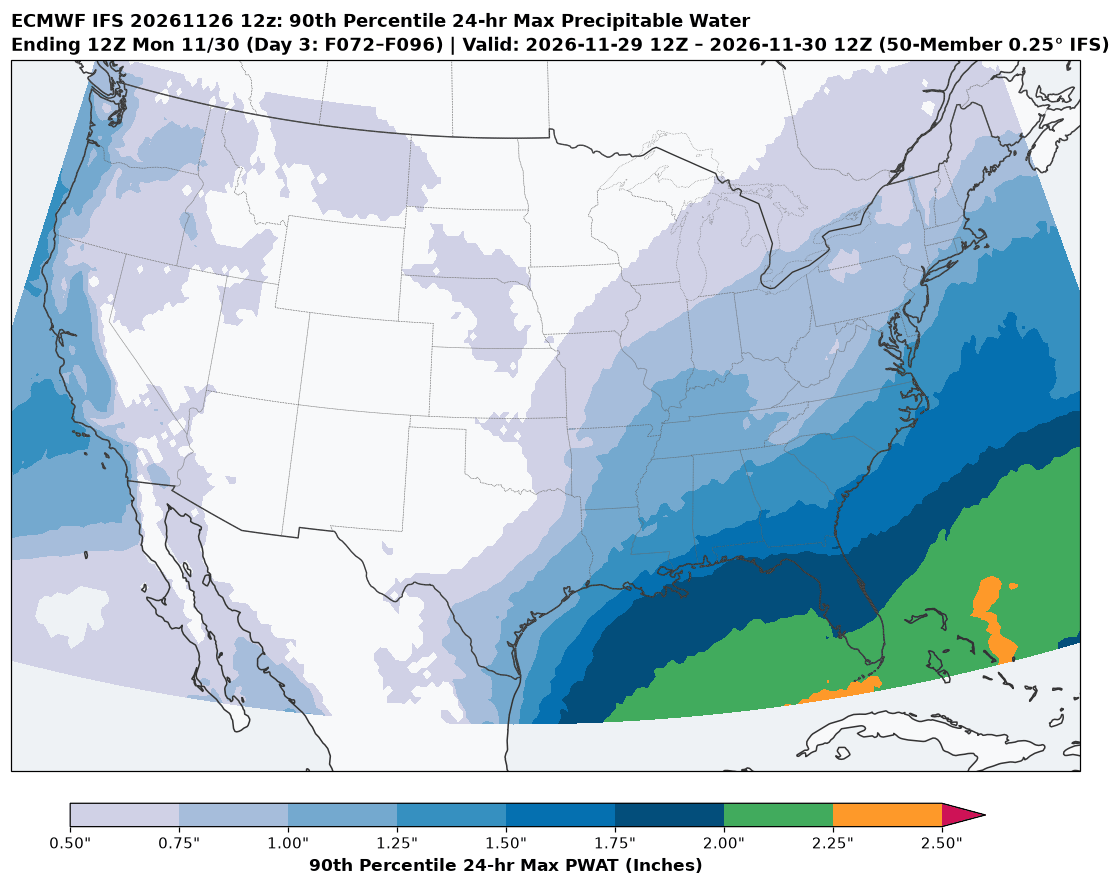 ECMWF IFS 20261126 12z: 90th Percentile 24-hr Max Precipitable Water
Ending 12Z Mon 11/30 (Day 3: F072–F096) | Valid: 2026-11-29 12Z – 2026-11-30 12Z (50-Member 0.25° IFS)
0.50" 0.75" 1.00" 1.25" 1.50" 1.75" 2.00" 2.25" 2.50"
90th Percentile 24-hr Max PWAT (Inches)